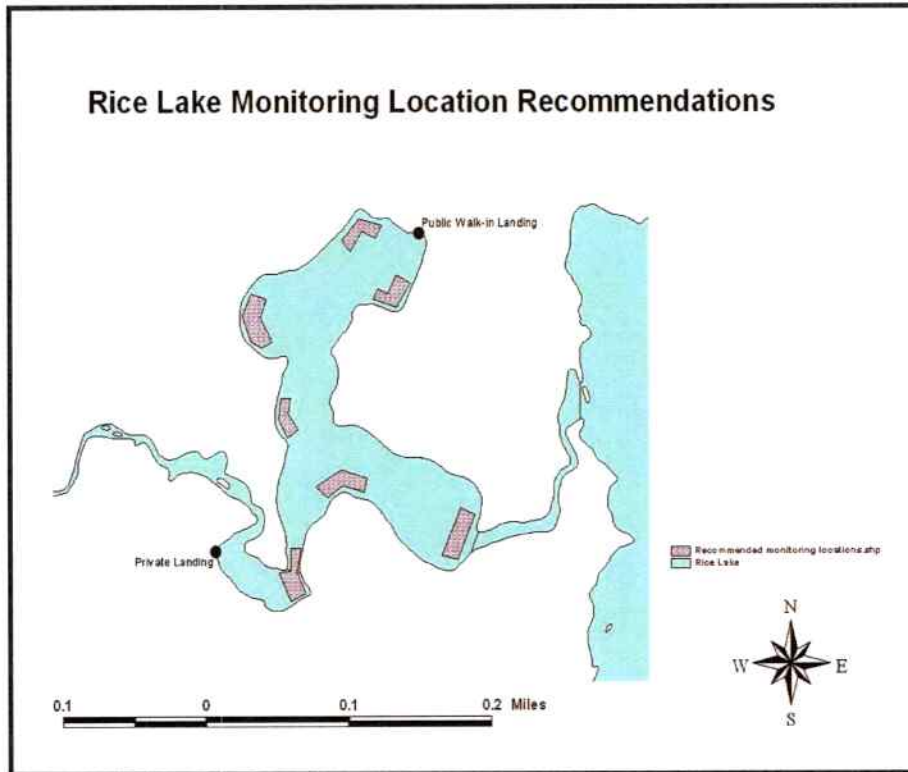 Rice Lake Monitoring Location Recommendations
Public Walk-in Landing
Private Landing
Recommended monitoring locations.shp
Rice Lake
N
W E
S
0.1 0 0.1 0.2 Miles